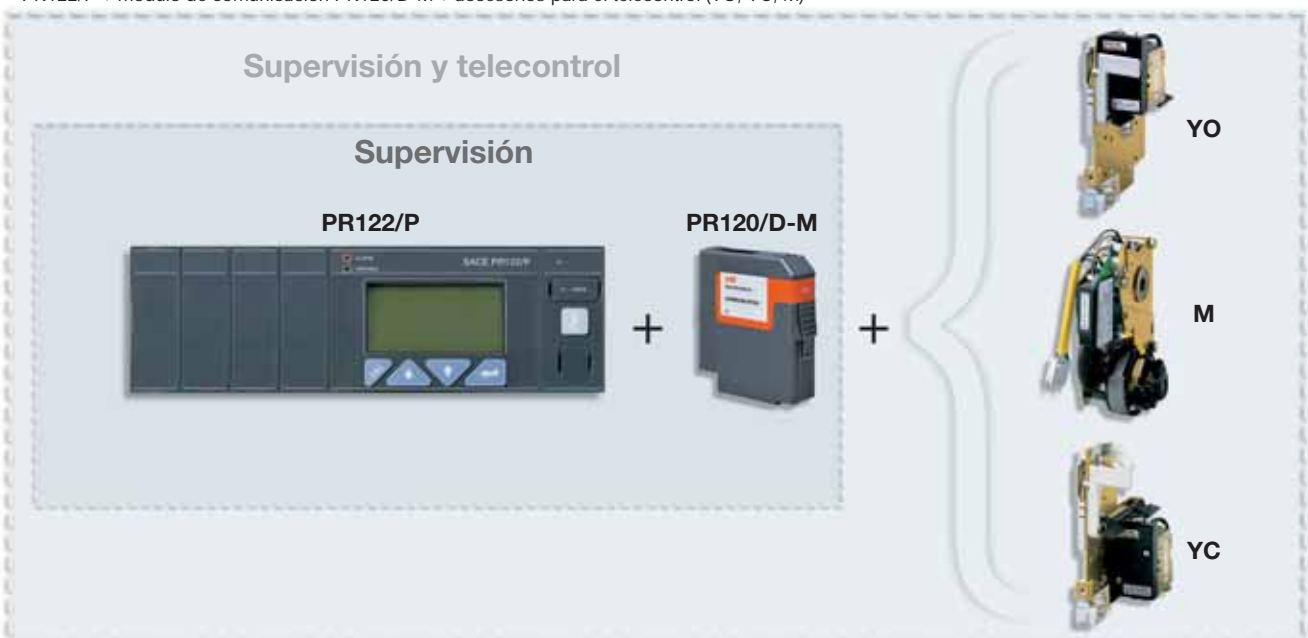 Supervisión y telecontrol
Supervisión
PR122/P
PR120/D-M
+
+
YO
M
YC
SACE PR122/P